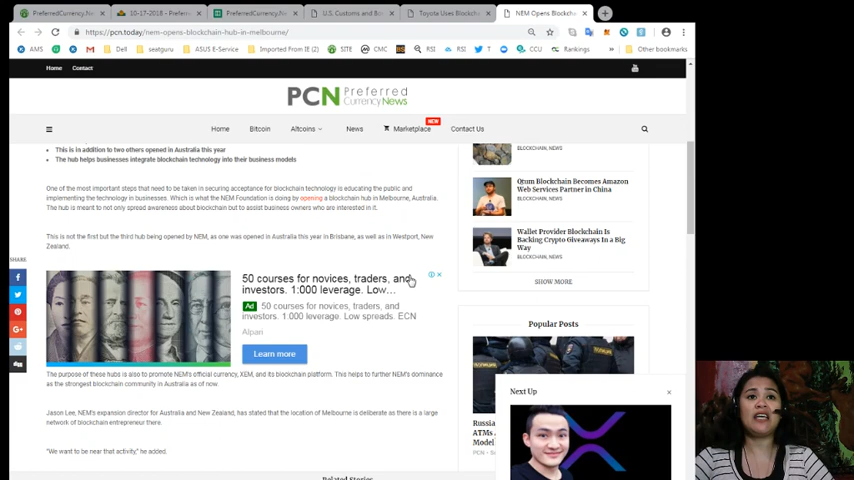 PreferredCurrency.N
10-17-2018 - Preferr
PreferredCurrency.N
U.S. Customs and Bo
Toyota Uses Blockch
NEM Opens Blockch
https://pcn.today/nem-opens-blockchain-hub-in-melbourne/
AMS
Dell
seatguru
ASUS E-Service
Imported From IE (2)
SITE
CMC
BS
RSI
RSI
T
CCU
Rankings
Other bookmarks
Home
Contact
PCN Preferred
Currency News
NEW
Home
Bitcoin
Altcoins
News
Marketplace
Contact Us
This is in addition to two others opened in Australia this year
The hub helps businesses integrate blockchain technology into their business models
One of the most important steps that need to be taken in securing acceptance for blockchain technology is educating the public and
implementing the technology in businesses. Which is what the NEM Foundation is doing by opening a blockchain hub in Melbourne, Australia.
The hub is meant to not only spread awareness about blockchain but to assist business owners who are interested in it.
This is not the first but the third hub being opened by NEM, as one was opened in Australia this year in Brisbane, as well as in Westport, New
Zealand.
SHARE
50 courses for novices, traders, and
investors. 1:000 leverage. Low...
Ad 50 courses for novices, traders, and
investors. 1:000 leverage. Low spreads. ECN
Alpari
Learn more
The purpose of these hubs is also to promote NEM's official currency, XEM, and its blockchain platform. This helps to further NEM's dominance
as the strongest blockchain community in Australia as of now.
Jason Lee, NEM's expansion director for Australia and New Zealand, has stated that the location of Melbourne is deliberate as there is a large
network of blockchain entrepreneur there.
"We want to be near that activity," he added.
Related Stories
BLOCKCHAIN, NEWS
Qtum Blockchain Becomes Amazon
Web Services Partner in China
BLOCKCHAIN, NEWS
Wallet Provider Blockchain Is
Backing Crypto Giveaways In a Big
Way
BLOCKCHAIN, NEWS
SHOW MORE
Popular Posts
Russia
ATMs
Model
PCN
Next Up